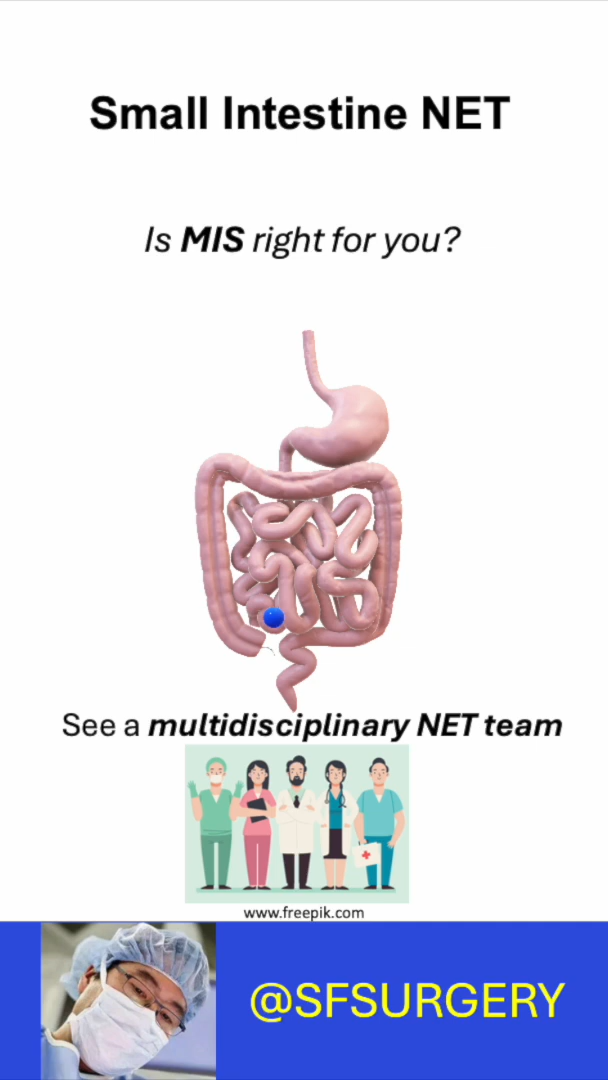 Small Intestine NET
Is MIS right for you?
See a multidisciplinary NET team
www.freepik.com
@SFSURGERY